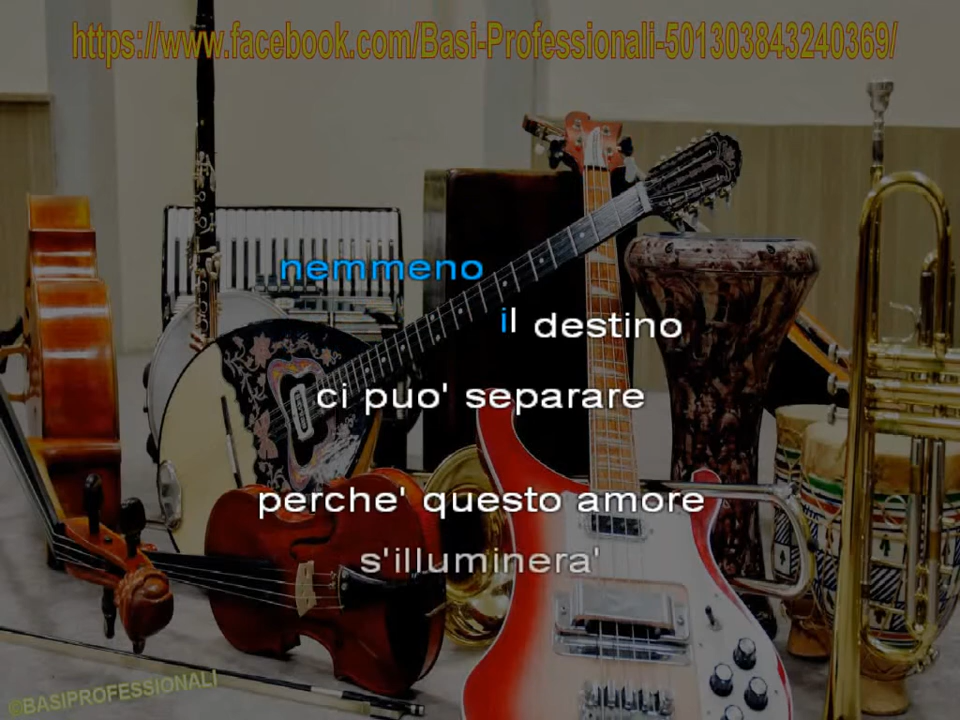 https://www.facebook.com/Basi-Professionali-501303843240369/
nemmeno
il destino
ci puo' separare
perche' questo amore
s'illuminera'
©BASIPROFESSIONALI